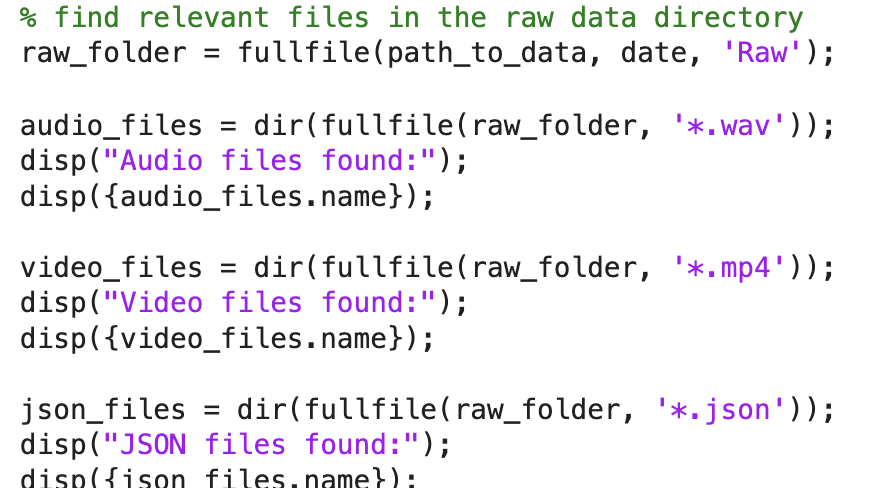 % find relevant files in the raw data directory
raw_folder = fullfile(path_to_data, date, 'Raw');
audio_files = dir(fullfile(raw_folder, '*.wav'));
disp("Audio files found:");
disp({audio_files.name});
video_files = dir(fullfile(raw_folder, '*.mp4'));
disp("Video files found:");
disp({video_files.name});
json_files = dir(fullfile(raw_folder, '*.json'));
disp("JSON files found:");
disp({json_files.name});